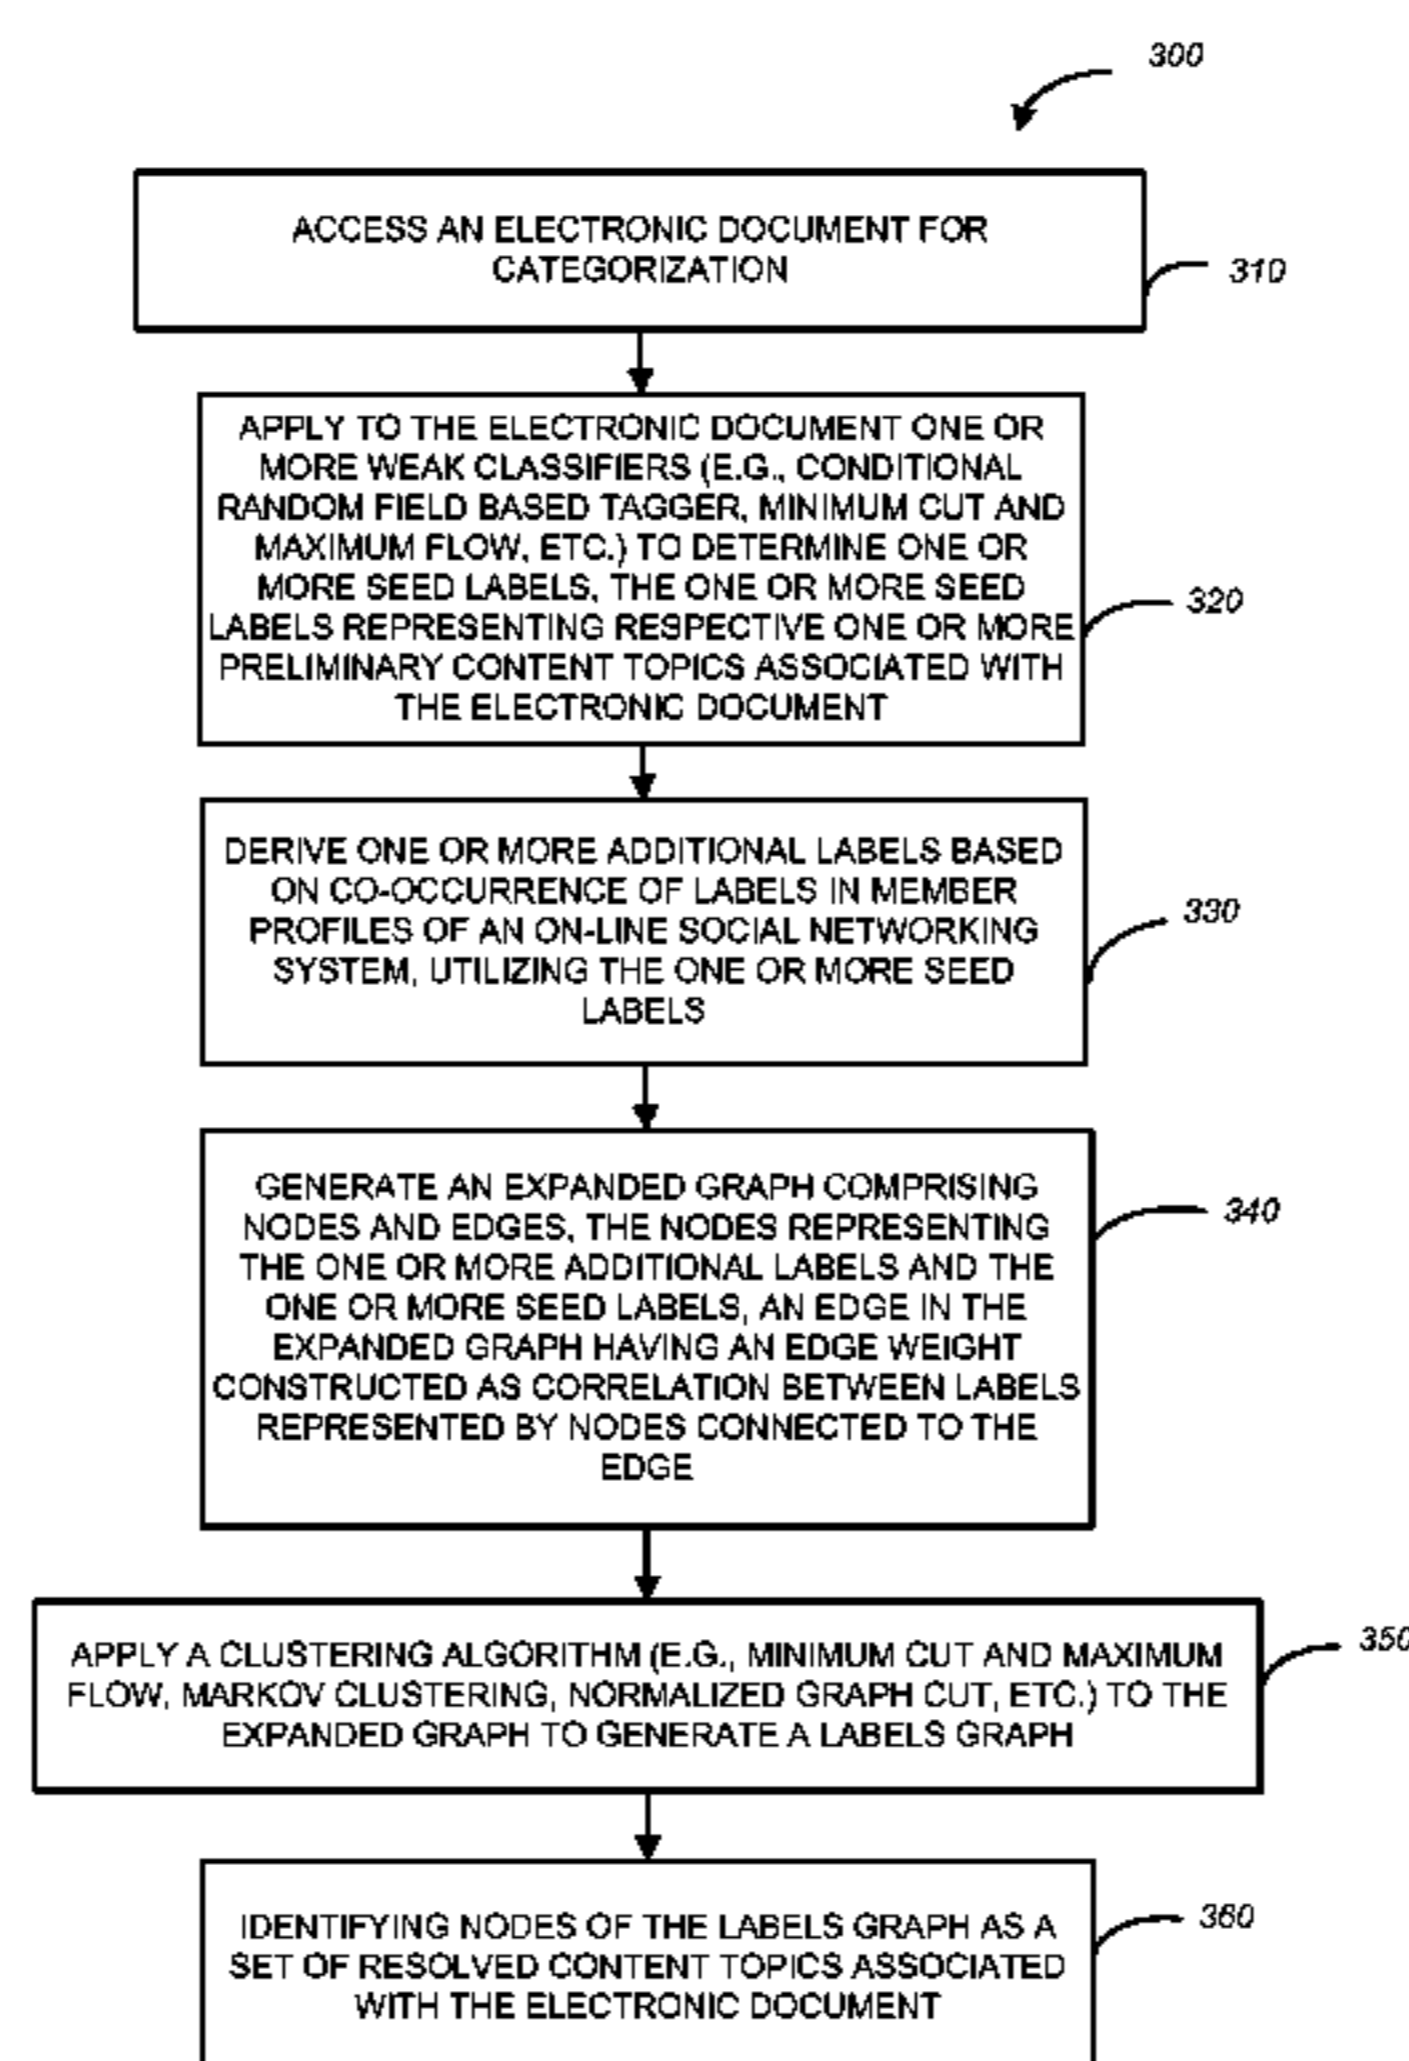 300
ACCESS AN ELECTRONIC DOCUMENT FOR
CATEGORIZATION
310
APPLY TO THE ELECTRONIC DOCUMENT ONE OR
MORE WEAK CLASSIFIERS (E.G., CONDITIONAL
RANDOM FIELD BASED TAGGER, MINIMUM CUT AND
MAXIMUM FLOW, ETC.) TO DETERMINE ONE OR
MORE SEED LABELS, THE ONE OR MORE SEED
LABELS REPRESENTING RESPECTIVE ONE OR MORE
PRELIMINARY CONTENT TOPICS ASSOCIATED WITH
THE ELECTRONIC DOCUMENT
320
DERIVE ONE OR MORE ADDITIONAL LABELS BASED
ON CO-OCCURRENCE OF LABELS IN MEMBER
PROFILES OF AN ON-LINE SOCIAL NETWORKING
SYSTEM, UTILIZING THE ONE OR MORE SEED
LABELS
330
GENERATE AN EXPANDED GRAPH COMPRISING
NODES AND EDGES, THE NODES REPRESENTING
THE ONE OR MORE ADDITIONAL LABELS AND THE
ONE OR MORE SEED LABELS, AN EDGE IN THE
EXPANDED GRAPH HAVING AN EDGE WEIGHT
CONSTRUCTED AS CORRELATION BETWEEN LABELS
REPRESENTED BY NODES CONNECTED TO THE
EDGE
340
APPLY A CLUSTERING ALGORITHM (E.G., MINIMUM CUT AND MAXIMUM
FLOW, MARKOV CLUSTERING, NORMALIZED GRAPH CUT, ETC.) TO THE
EXPANDED GRAPH TO GENERATE A LABELS GRAPH
350
IDENTIFYING NODES OF THE LABELS GRAPH AS A
SET OF RESOLVED CONTENT TOPICS ASSOCIATED
WITH THE ELECTRONIC DOCUMENT
360